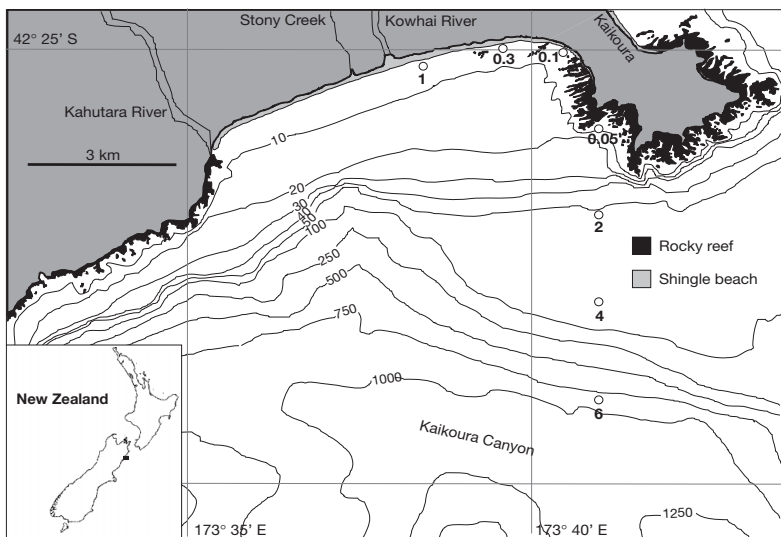 Stony Creek
Kowhai River
Kaikoura
42° 25' S
0.3
0.1
1
Kahutara River
3 km
10
0.05
20
30
40
50
100
2
Rocky reef
250
Shingle beach
500
4
750
New Zealand
1000
6
Kaikoura Canyon
1250
173° 35' E
173° 40' E